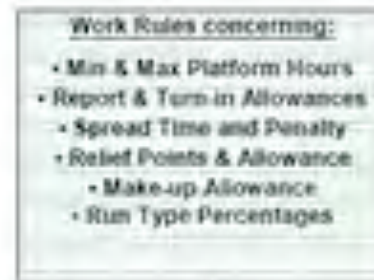 Work Rules concerning:
• Min & Max Platform Hours
• Report & Turn-in Allowances
• Spread Time and Penalty
• Relief Points & Allowance
• Make-up Allowance
• Run Type Percentages